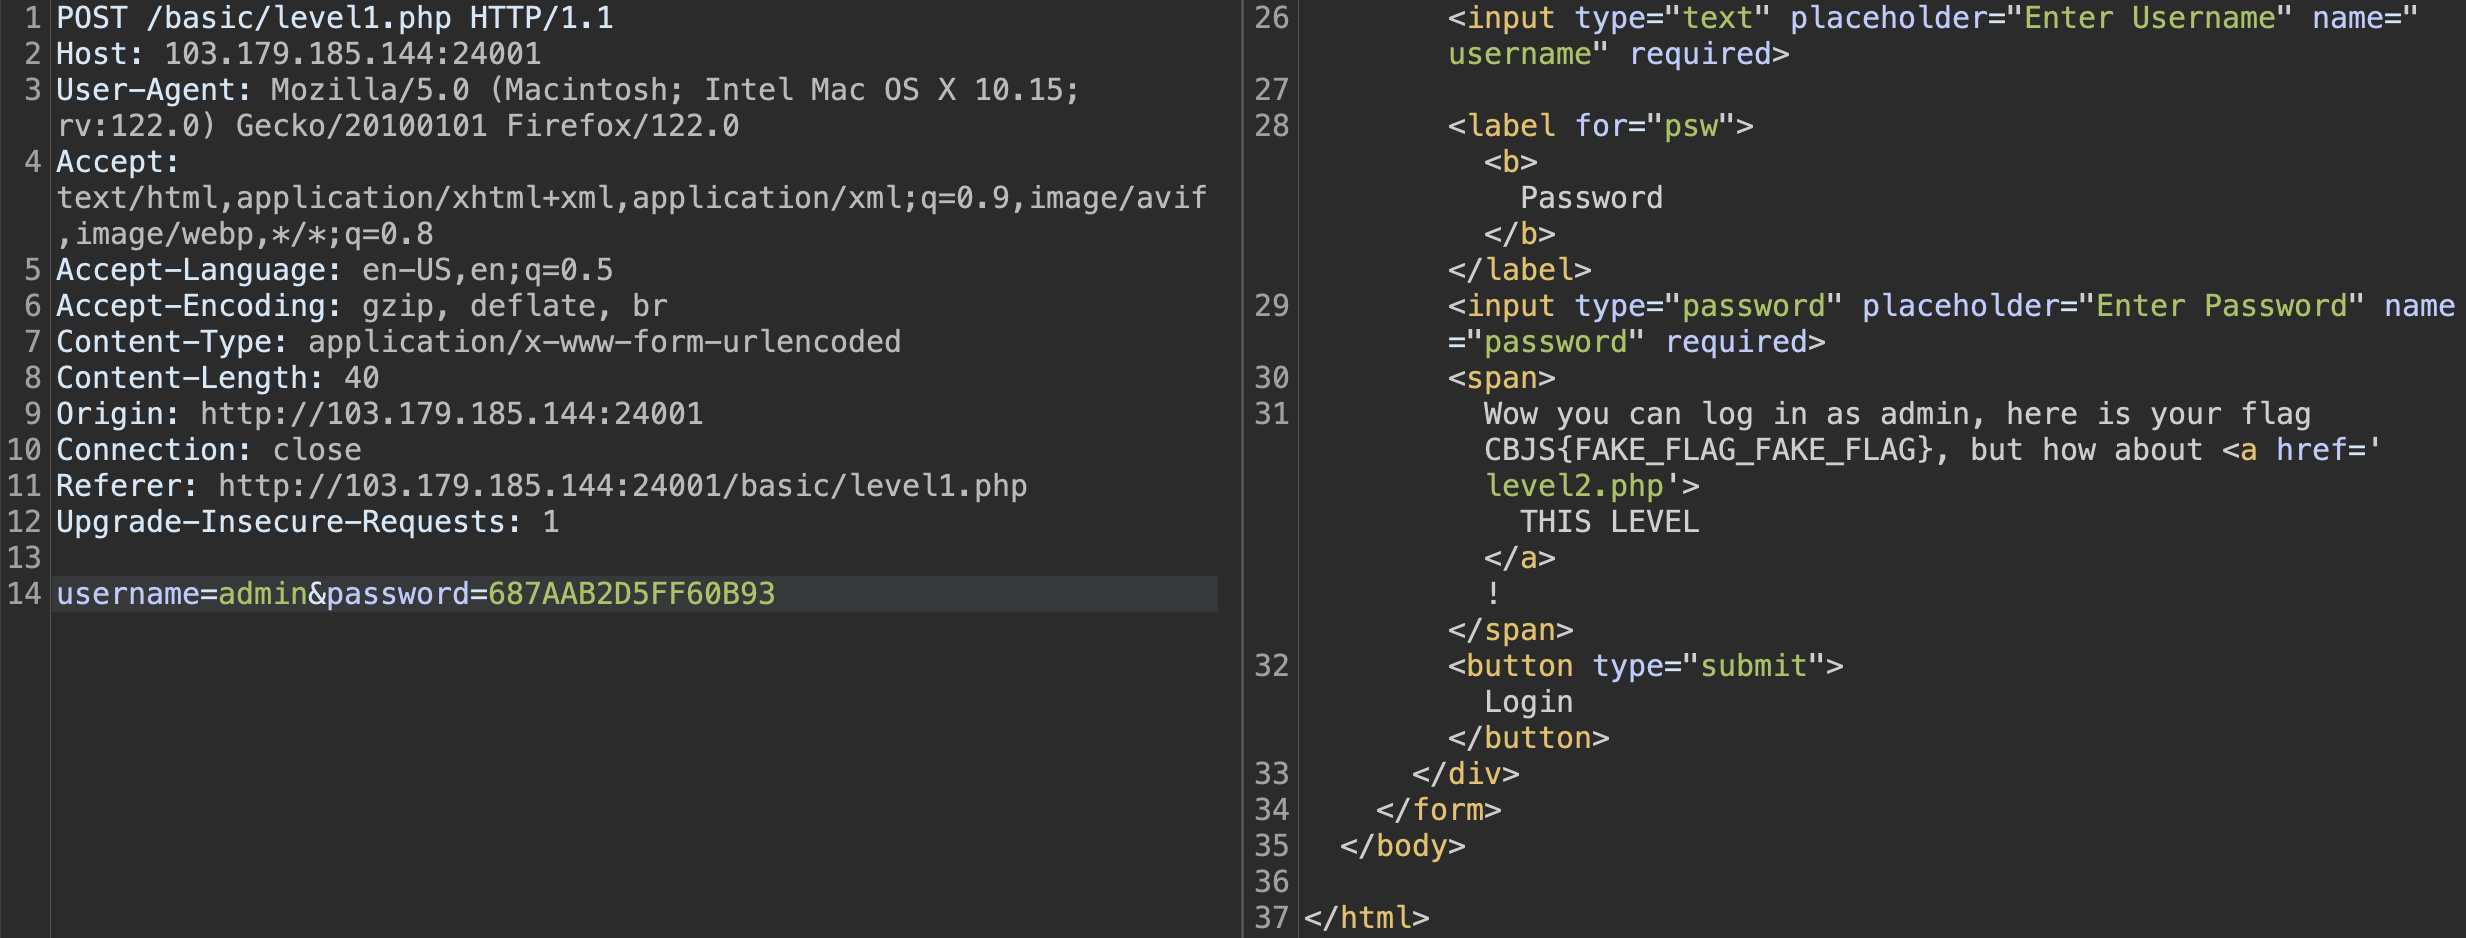 1 POST /basic/level1.php HTTP/1.1
2 Host: 103.179.185.144:24001
3 User-Agent: Mozilla/5.0 (Macintosh; Intel Mac OS X 10.15;
rv:122.0) Gecko/20100101 Firefox/122.0
4 Accept:
text/html,application/xhtml+xml,application/xml;q=0.9,image/avif
,image/webp,*/*;q=0.8
5 Accept-Language: en-US,en;q=0.5
6 Accept-Encoding: gzip, deflate, br
7 Content-Type: application/x-www-form-urlencoded
8 Content-Length: 40
9 Origin: http://103.179.185.144:24001
10 Connection: close
11 Referer: http://103.179.185.144:24001/basic/level1.php
12 Upgrade-Insecure-Requests: 1
13
14 username=admin&password=687AAB2D5FF60B93
26 <input type="text" placeholder="Enter Username" name="
username" required>
27
28 <label for="psw">
<b>
Password
</b>
</label>
29 <input type="password" placeholder="Enter Password" name
="password" required>
30 <span>
31 Wow you can log in as admin, here is your flag
CBJS{FAKE_FLAG_FAKE_FLAG}, but how about <a href='
level2.php'>
THIS LEVEL
</a>
!
</span>
32 <button type="submit">
Login
</button>
33 </div>
34 </form>
35 </body>
36
37 </html>